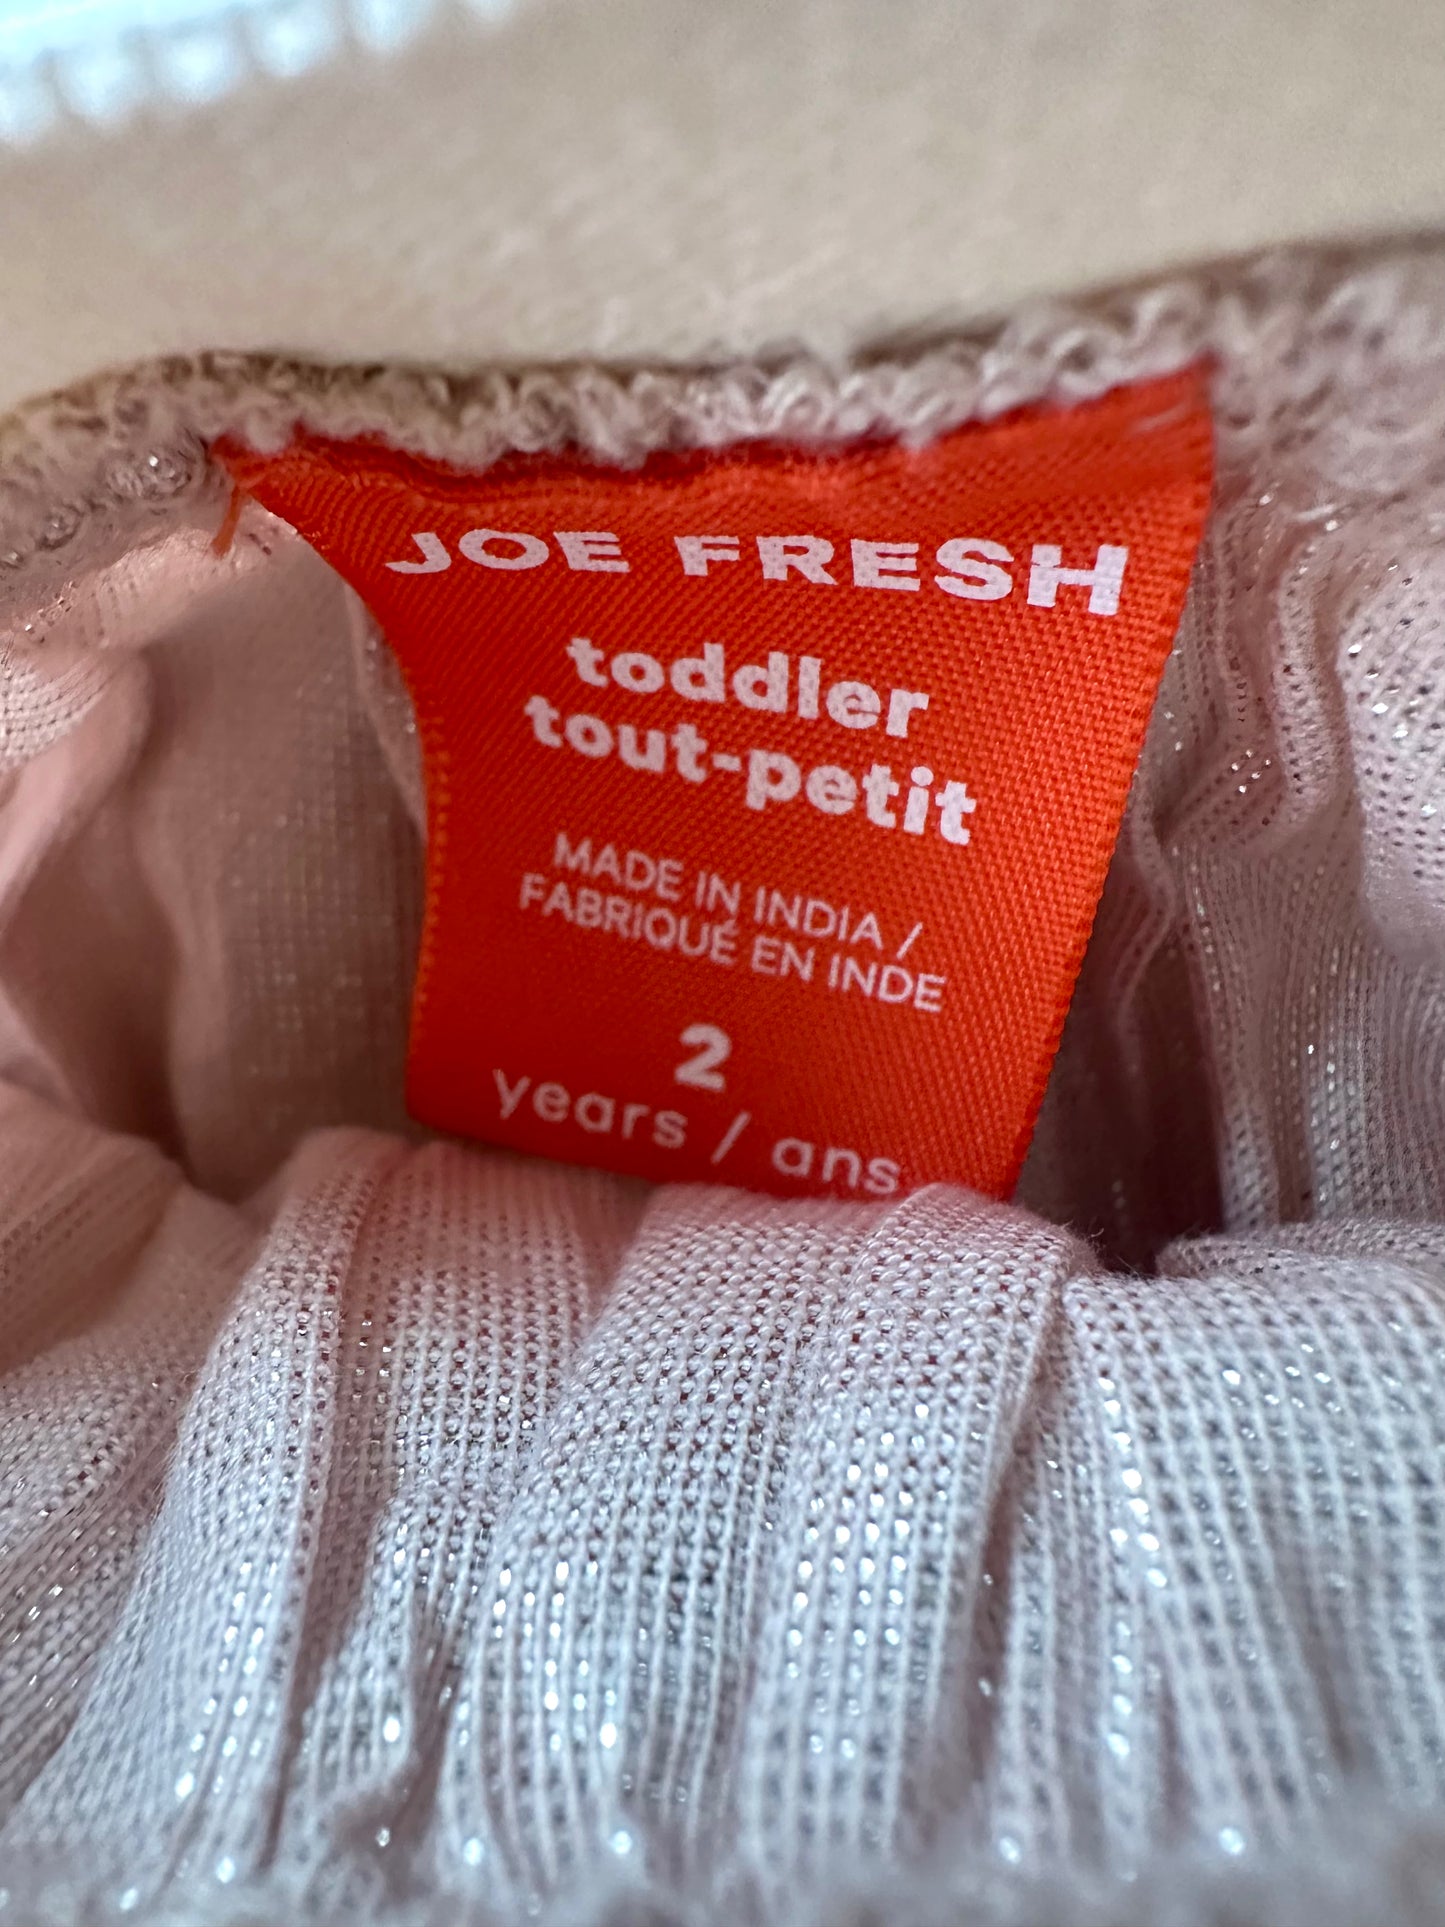 JOE FRESH
toddler
tout-petit
MADE IN INDIA /
FABRIQUÉ EN INDE
2
years / ans